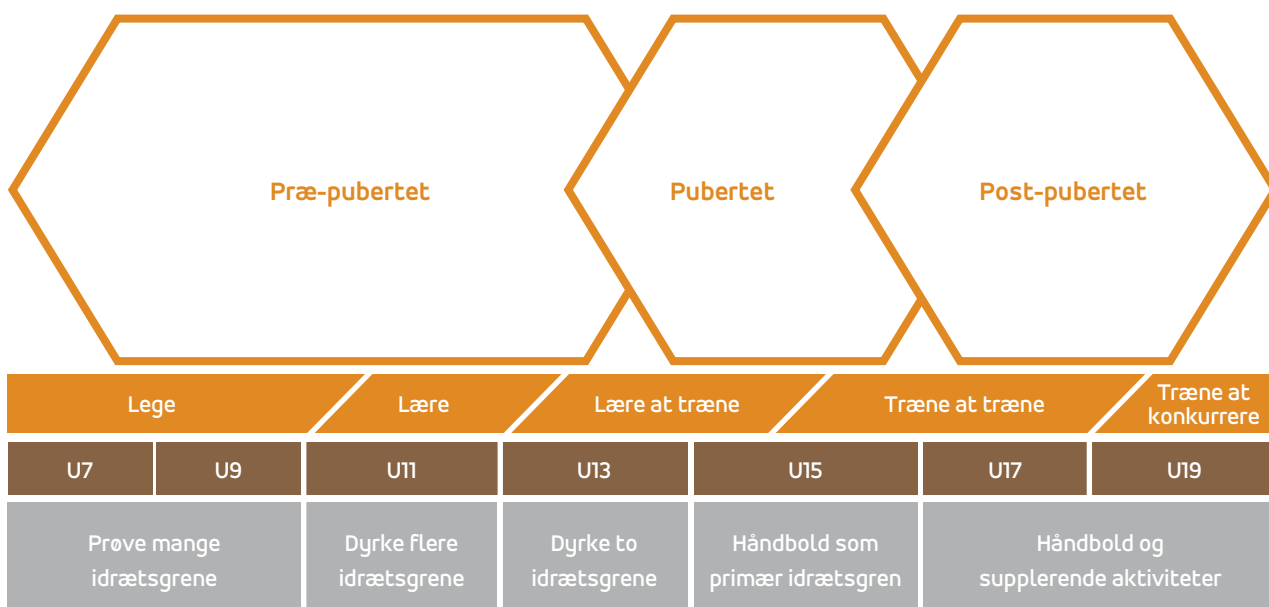 Præ-pubertet
Pubertet
Post-pubertet
Lege
Lære
Lære at træne
Træne at træne
Træne at
konkurrere
U7
U9
U11
U13
U15
U17
U19
Prøve mange
idrætsgrene
Dyrke flere
idrætsgrene
Dyrke to
idrætsgrene
Håndbold som
primær idrætsgren
Håndbold og
supplerende aktiviteter